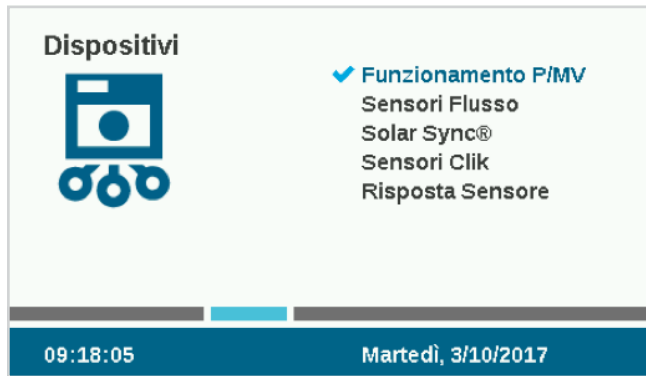 Dispositivi
Funzionamento P/MV
Sensori Flusso
Solar Sync®
Sensori Clik
Risposta Sensore
09:18:05
Martedì, 3/10/2017